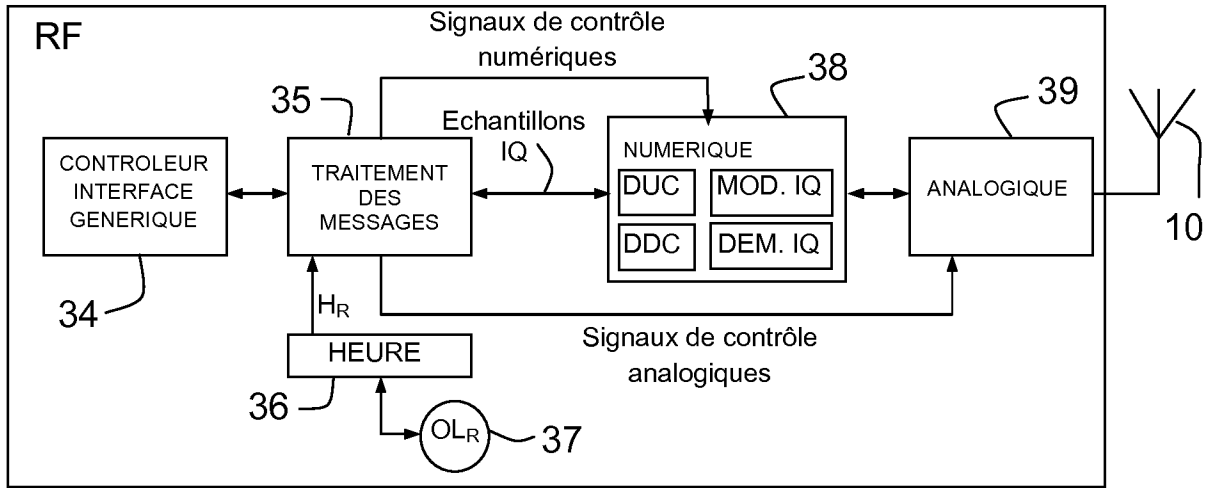 RF
Signaux de contrôle
numériques
38
39
35
Echantillons
IQ
CONTROLEUR
INTERFACE
GENERIQUE
TRAITEMENT
DES
MESSAGES
NUMERIQUE
DUC
MOD. IQ
DDC
DEM. IQ
ANALOGIQUE
10
34
HR
HEURE
Signaux de contrôle
analogiques
36
OLR
37